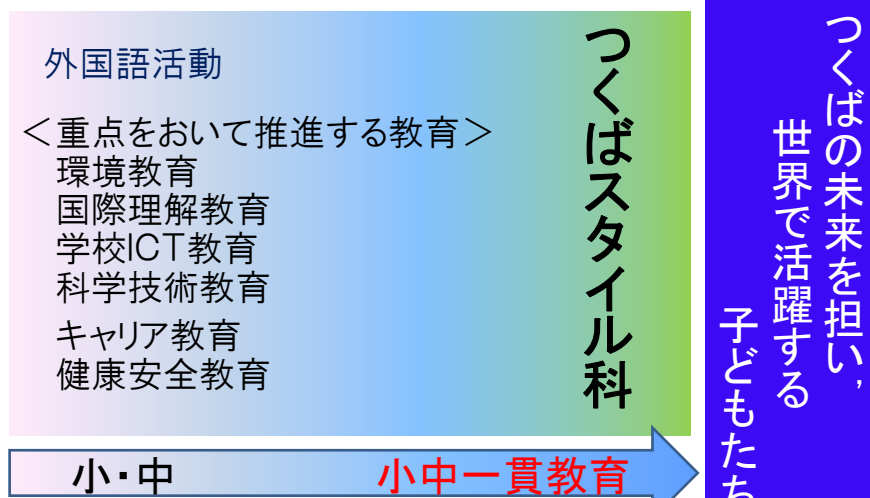 外国語活動
＜重点をおいて推進する教育＞
環境教育
国際理解教育
学校ICT教育
科学技術教育
キャリア教育
健康安全教育
つくばスタイル科
小・中
小中一貫教育
つくばの未来を担い,
世界で活躍する
子どもたち